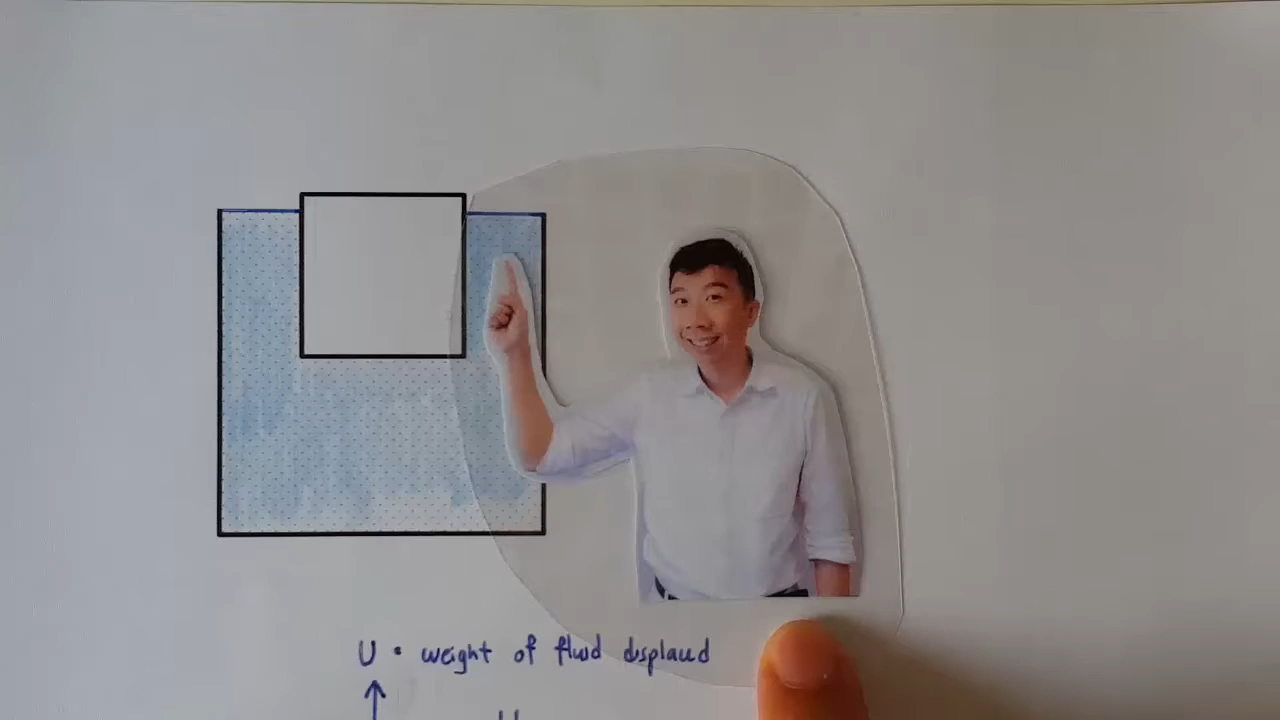 U = weight of fluid displaced